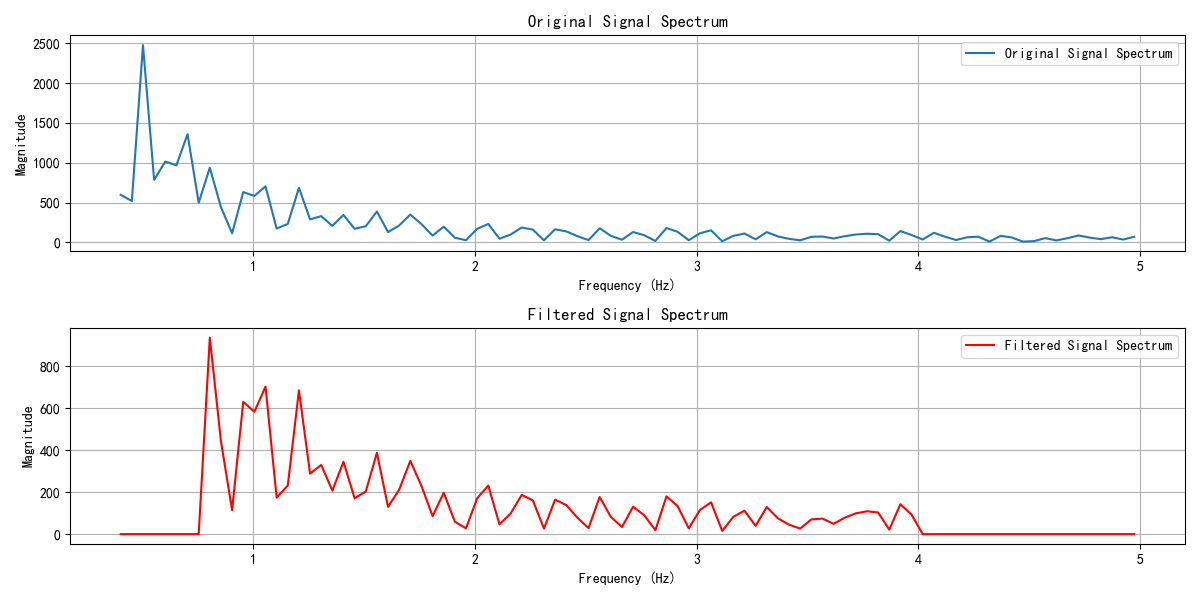 Original Signal Spectrum
Original Signal Spectrum
Magnitude
2500
2000
1500
1000
500
0
1
2
3
4
5
Frequency (Hz)
Filtered Signal Spectrum
Filtered Signal Spectrum
Magnitude
800
600
400
200
0
1
2
3
4
5
Frequency (Hz)